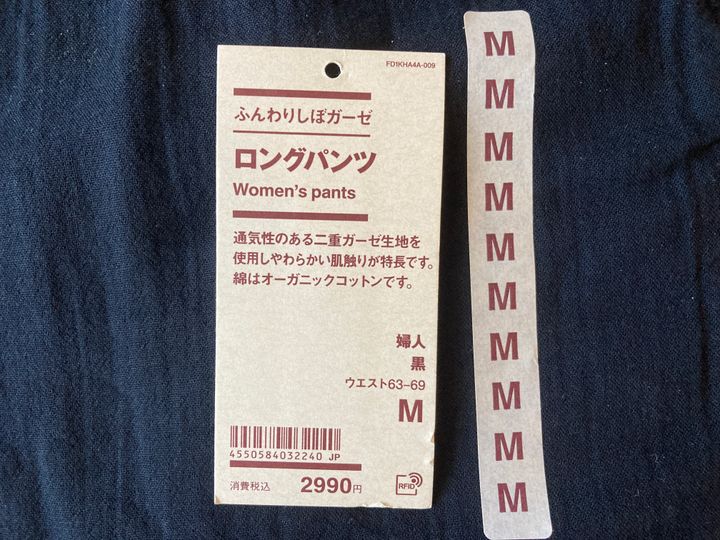 FD1KHA4A-009
ふんわりしぼガーゼ
ロングパンツ
Women's pants
通気性のある二重ガーゼ生地を
使用しやわらかい肌触りが特長です。
綿はオーガニックコットンです。
婦人
黒
ウエスト63-69
M
4550584032240 JP
消費税込 2990円
RFID
M
M
M
M
M
M
M
M
M
M